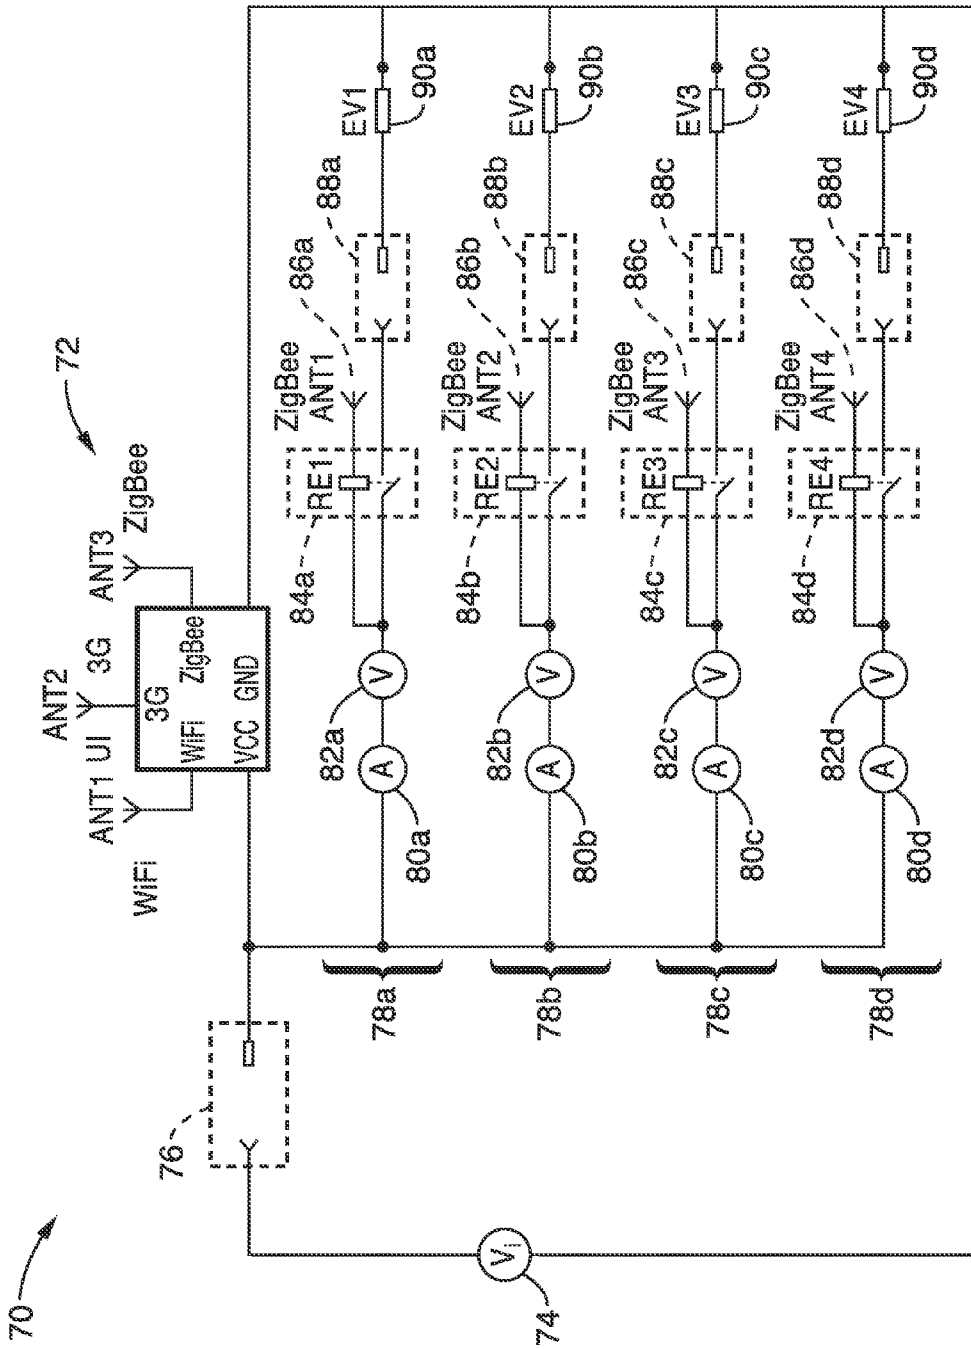 70
72
ANT1
UI
ANT2
3G
ANT3
ZigBee
WiFi
3G
WiFi
ZigBee
VCC
GND
76
74
Vi
78a
80a
A
82a
V
84a
RE1
ZigBee
ANT1
86a
88a
EV1
90a
78b
80b
A
82b
V
84b
RE2
ZigBee
ANT2
86b
88b
EV2
90b
78c
80c
A
82c
V
84c
RE3
ZigBee
ANT3
86c
88c
EV3
90c
78d
80d
A
82d
V
84d
RE4
ZigBee
ANT4
86d
88d
EV4
90d